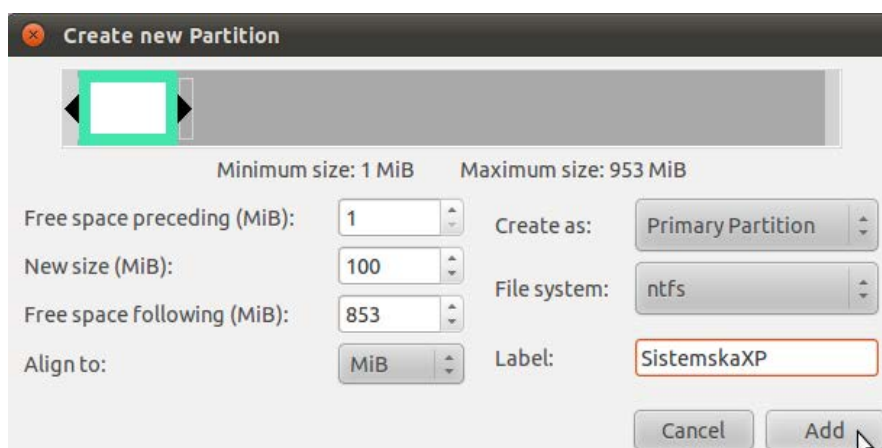 Create new Partition
Minimum size: 1 MiB Maximum size: 953 MiB
Free space preceding (MiB): 1
Create as: Primary Partition
New size (MiB): 100
File system: ntfs
Free space following (MiB): 853
Align to: MiB
Label: SistemskaXP
Cancel Add